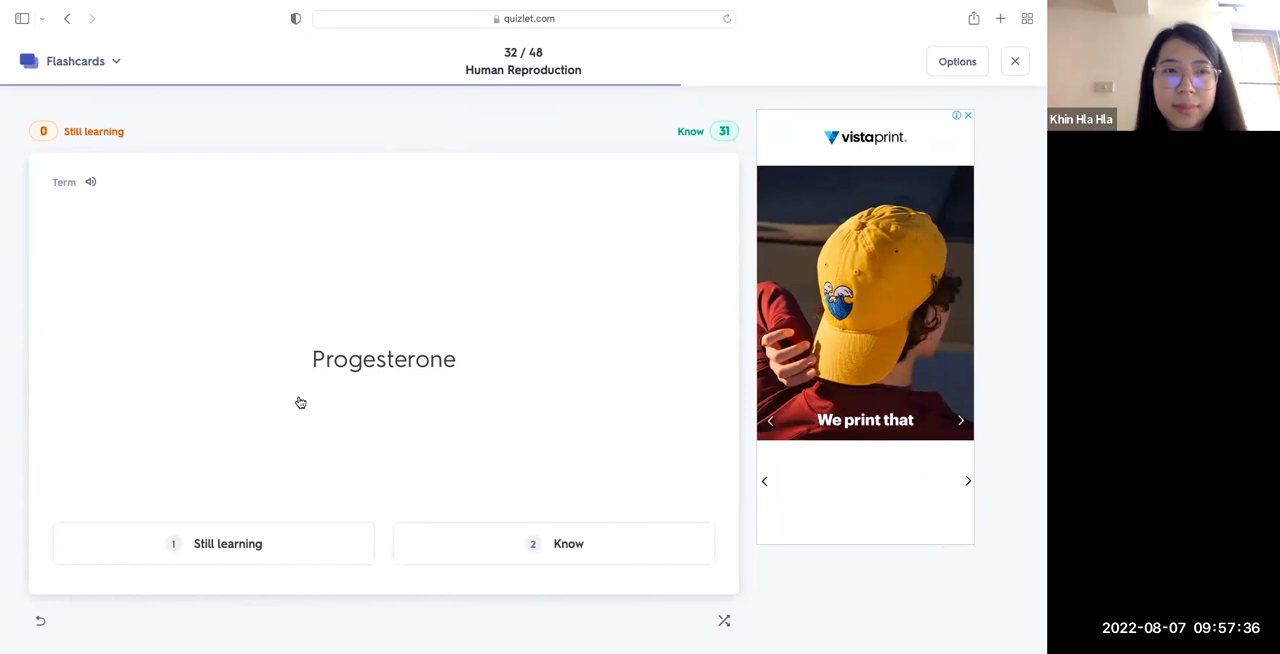 quizlet.com
Flashcards
32 / 48
Human Reproduction
Options
0 Still learning
Know 31
Term
Progesterone
1 Still learning
2 Know
vistaprint.
We print that
Khin Hla Hla
2022-08-07 09:57:36